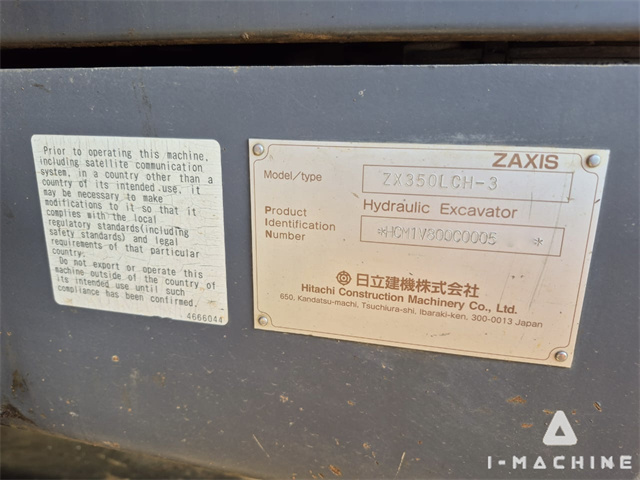 Prior to operating this machine,
including satellite communication
system, in a country other than a
country of its intended use, it
may be necessary to make
modifications to it so that it
complies with the local
regulatory standards(including
safety standards) and legal
requirements of that particular
country.
Do not export or operate this
machine outside of the country of
its intended use until such
compliance has been confirmed.
4666044
ZAXIS
Model/type ZX350LCH-3
Hydraulic Excavator
Product
Identification
Number
*HCM1V800C0005 *
日立建機株式会社
Hitachi Construction Machinery Co., Ltd.
650, Kandatsu-machi, Tsuchiura-shi, Ibaraki-ken, 300-0013 Japan
I-MACHINE